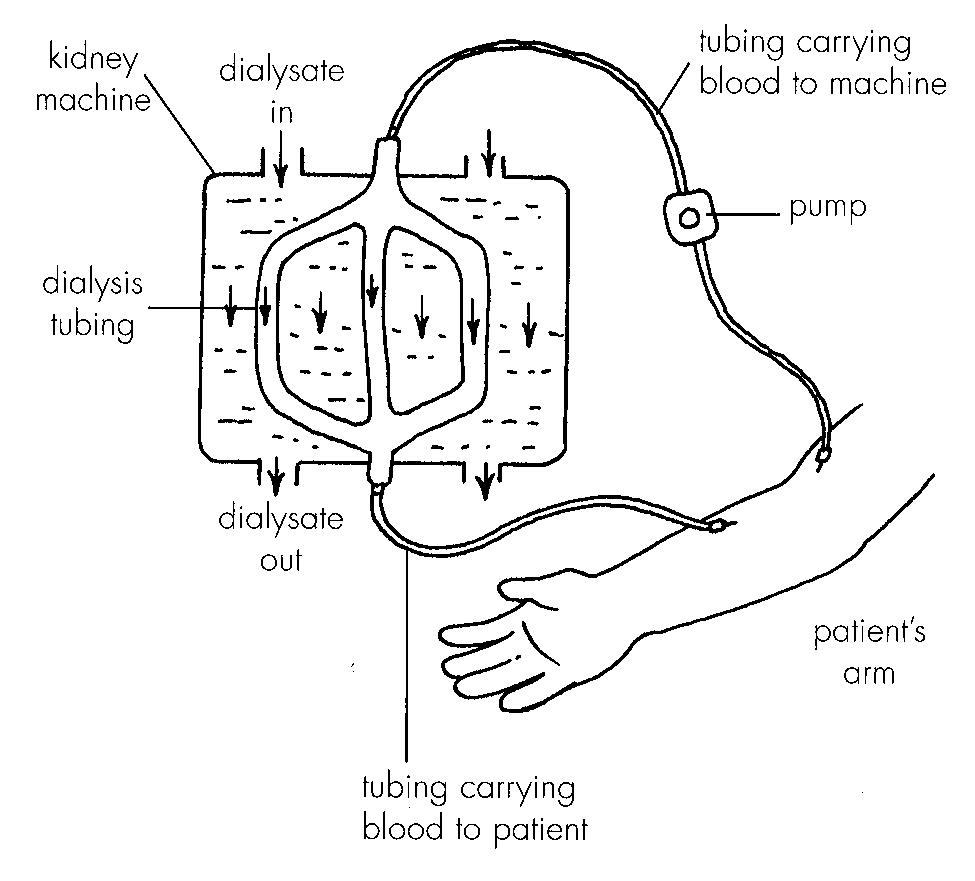 kidney
machine
dialysate
in
tubing carrying
blood to machine
pump
dialysis
tubing
dialysate
out
patient's
arm
tubing carrying
blood to patient